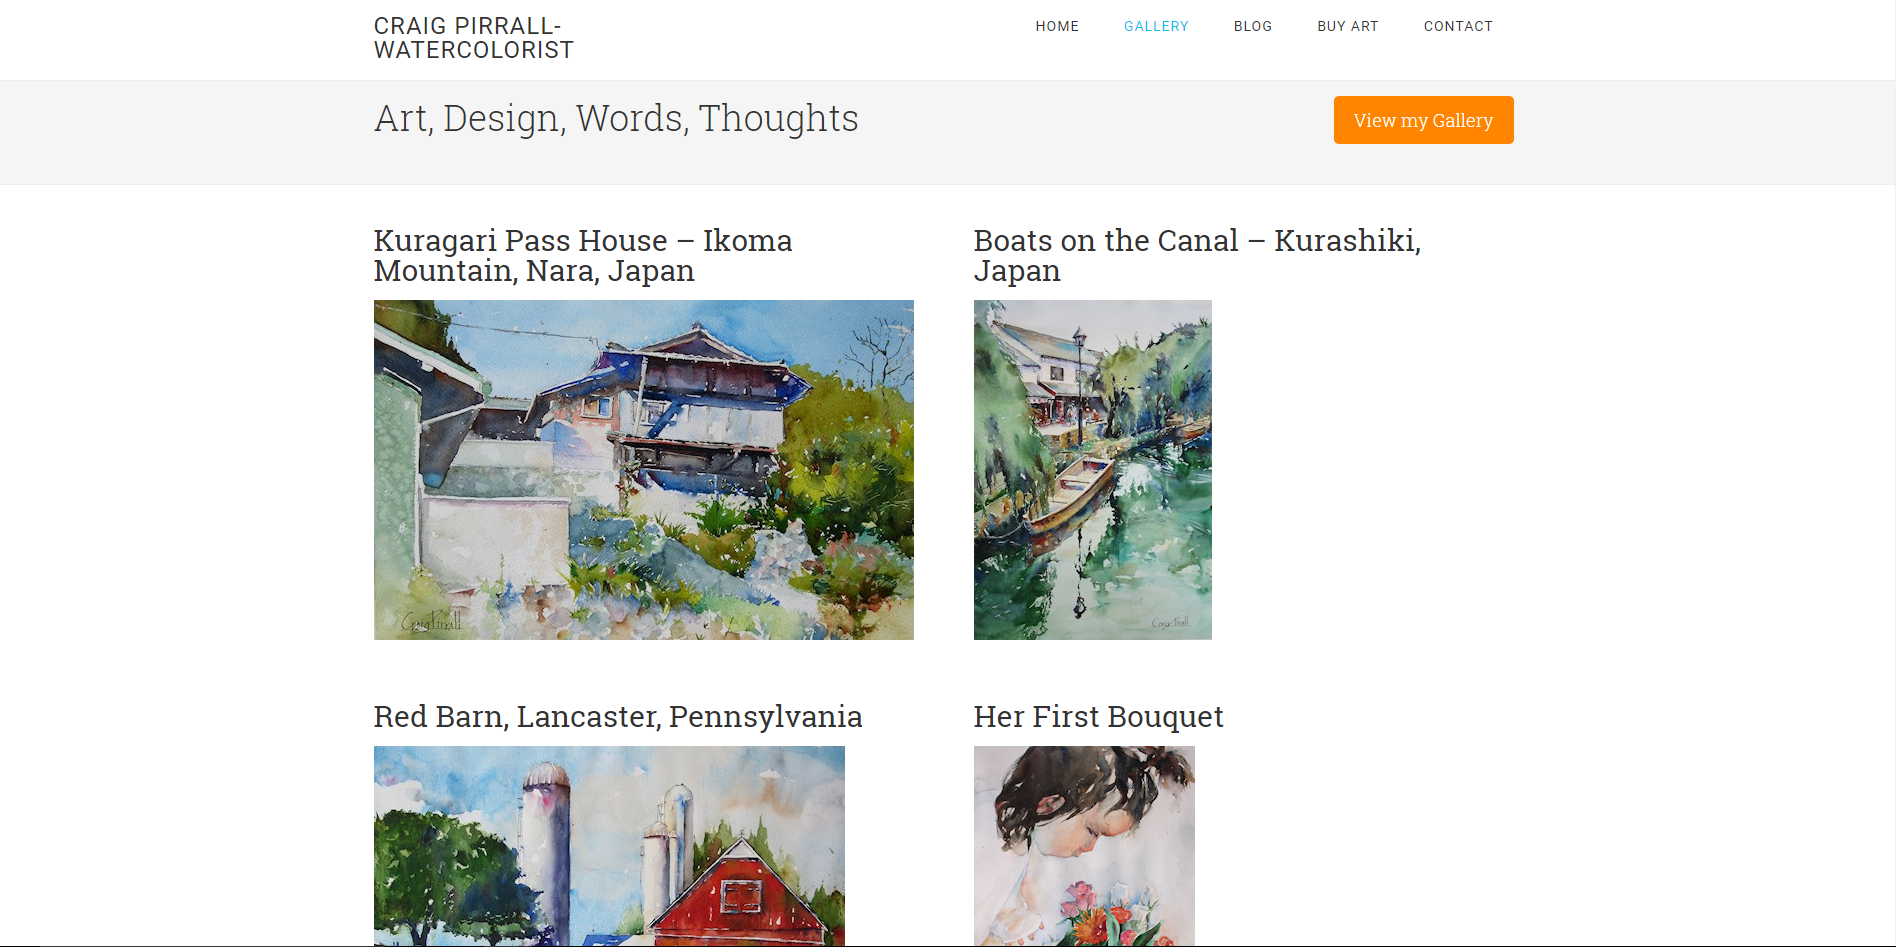 CRAIG PIRRALL-
WATERCOLORIST
HOME
GALLERY
BLOG
BUY ART
CONTACT
Art, Design, Words, Thoughts
View my Gallery
Kuragari Pass House – Ikoma
Mountain, Nara, Japan
Boats on the Canal – Kurashiki,
Japan
Craig Pirrall
Craig Pirrall
Red Barn, Lancaster, Pennsylvania
Her First Bouquet